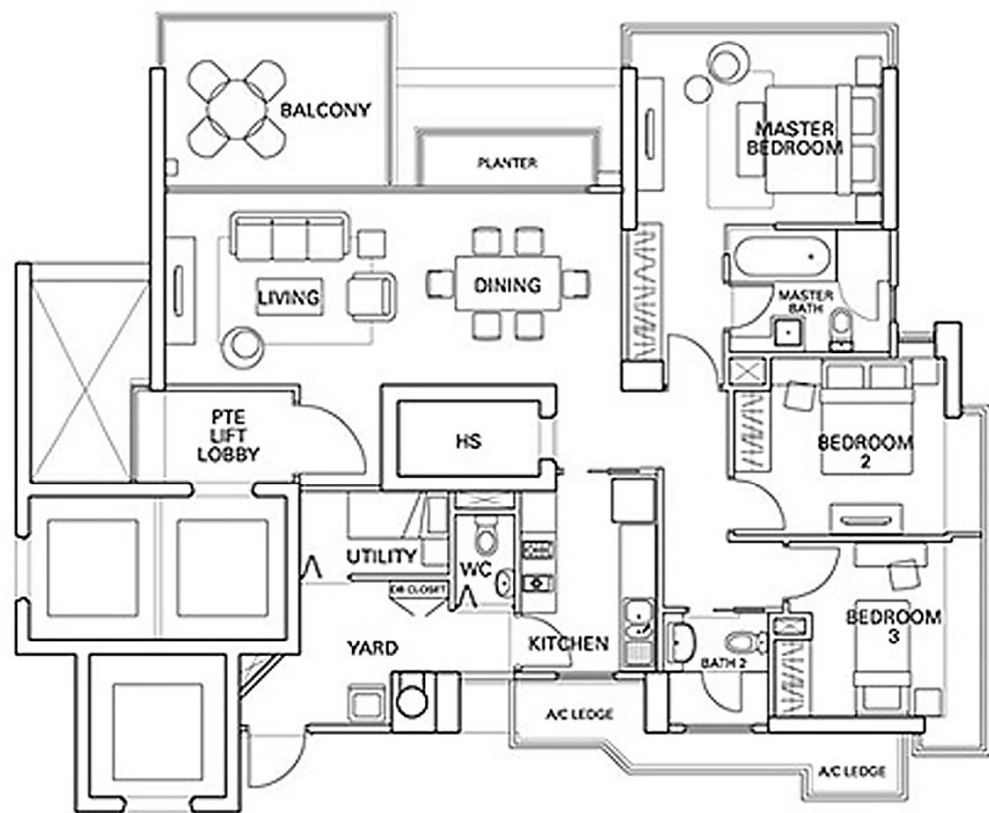 BALCONY
PLANTER
MASTER
BEDROOM
LIVING
DINING
MASTER
BATH
PTE
LIFT
LOBBY
HS
BEDROOM
2
UTILITY
WC
DB CLOSET
BEDROOM
3
YARD
KITCHEN
BATH 2
A/C LEDGE
A/C LEDGE